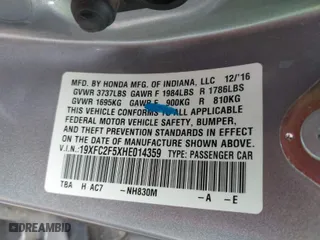 MFD. BY HONDA MFG. OF INDIANA, LLC 12/'16
GVWR 3737LBS GAWR F 1984LBS R 1786LBS
GVWR 1695KG GAWR F 900KG R 810KG
THIS VEHICLE CONFORMS TO ALL APPLICABLE
FEDERAL MOTOR VEHICLE SAFETY, BUMPER,
AND THEFT PREVENTION STANDARDS IN EFFECT
ON THE DATE OF MANUFACTURE SHOWN ABOVE.
V.I.N.: 19XFC2F5XHE014359 TYPE: PASSENGER CAR
TBA H AC7 -NH830M -A -E